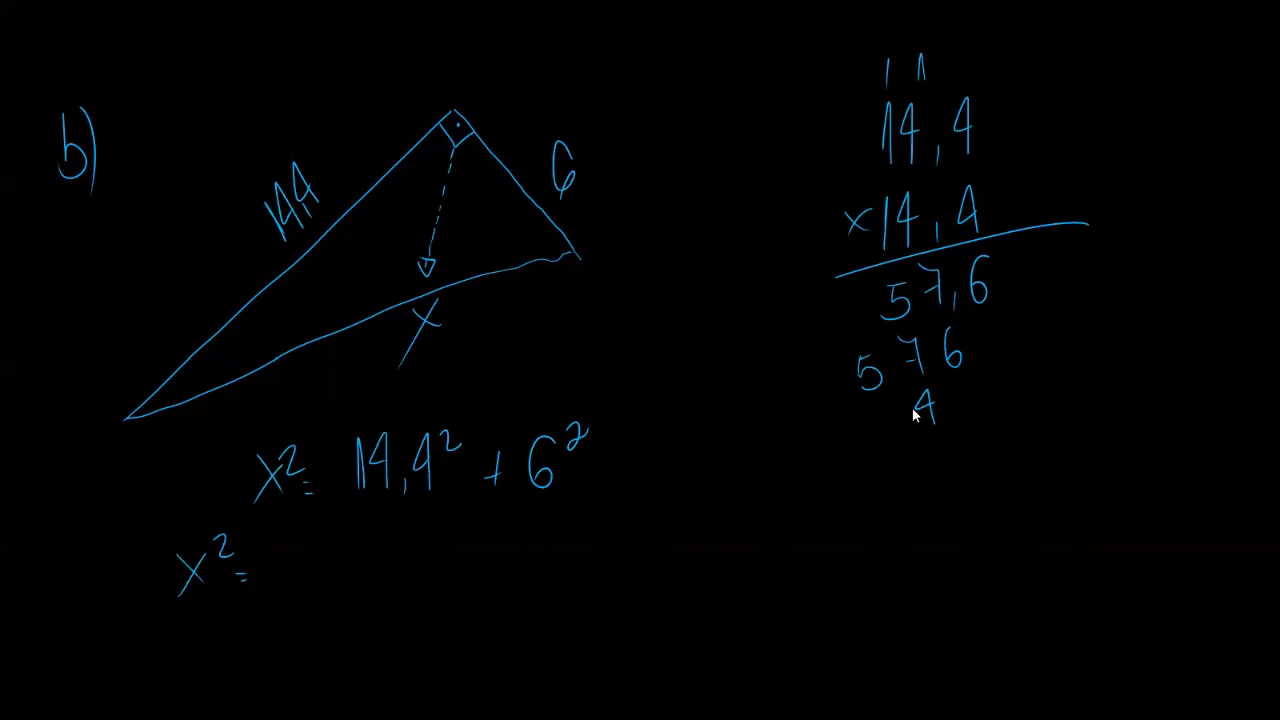 b)
14,4
6
x
x² = 14,4² + 6²
x² =
1 1
14,4
x 14,4
57,6
576
4